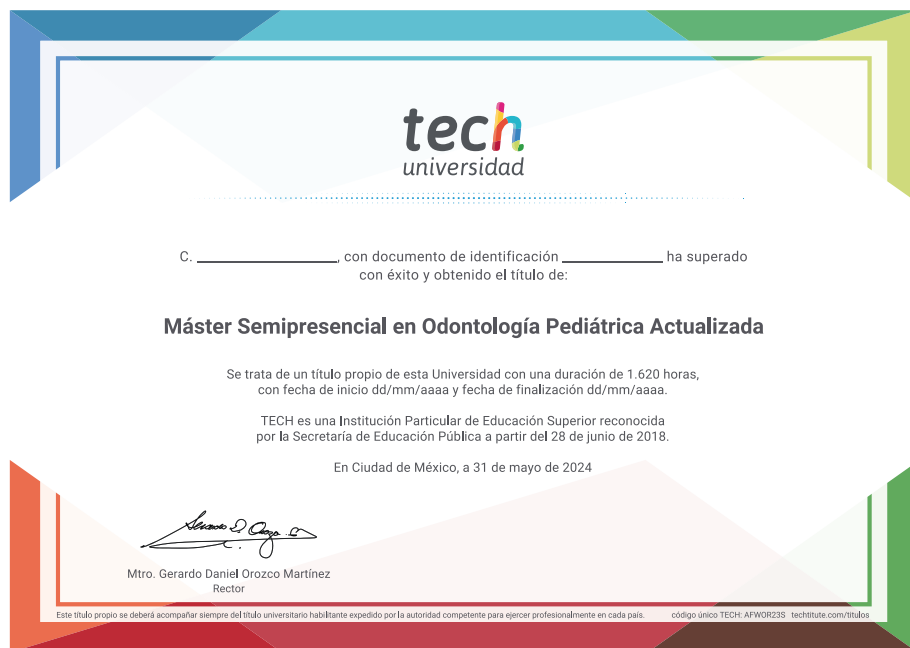 tech
universidad
C. ________________, con documento de identificación ____________ ha superado
con éxito y obtenido el título de:
Máster Semipresencial en Odontología Pediátrica Actualizada
Se trata de un título propio de esta Universidad con una duración de 1.620 horas,
con fecha de inicio dd/mm/aaaa y fecha de finalización dd/mm/aaaa.
TECH es una Institución Particular de Educación Superior reconocida
por la Secretaría de Educación Pública a partir del 28 de junio de 2018.
En Ciudad de México, a 31 de mayo de 2024
Mtro. Gerardo Daniel Orozco Martínez
Rector
Este título propio se deberá acompañar siempre del título universitario habilitante expedido por la autoridad competente para ejercer profesionalmente en cada país. código único TECH: AFWOR23S techtitute.com/titulos